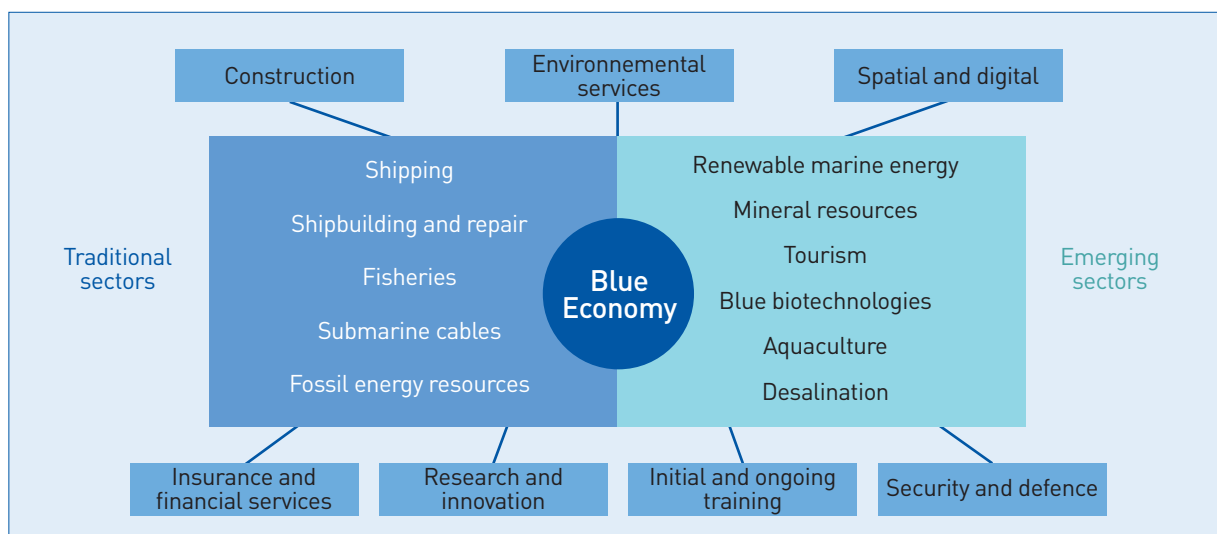 Construction
Environnemental
services
Spatial and digital
Traditional
sectors
Shipping
Shipbuilding and repair
Fisheries
Submarine cables
Fossil energy resources
Blue
Economy
Renewable marine energy
Mineral resources
Tourism
Blue biotechnologies
Aquaculture
Desalination
Emerging
sectors
Insurance and
financial services
Research and
innovation
Initial and ongoing
training
Security and defence